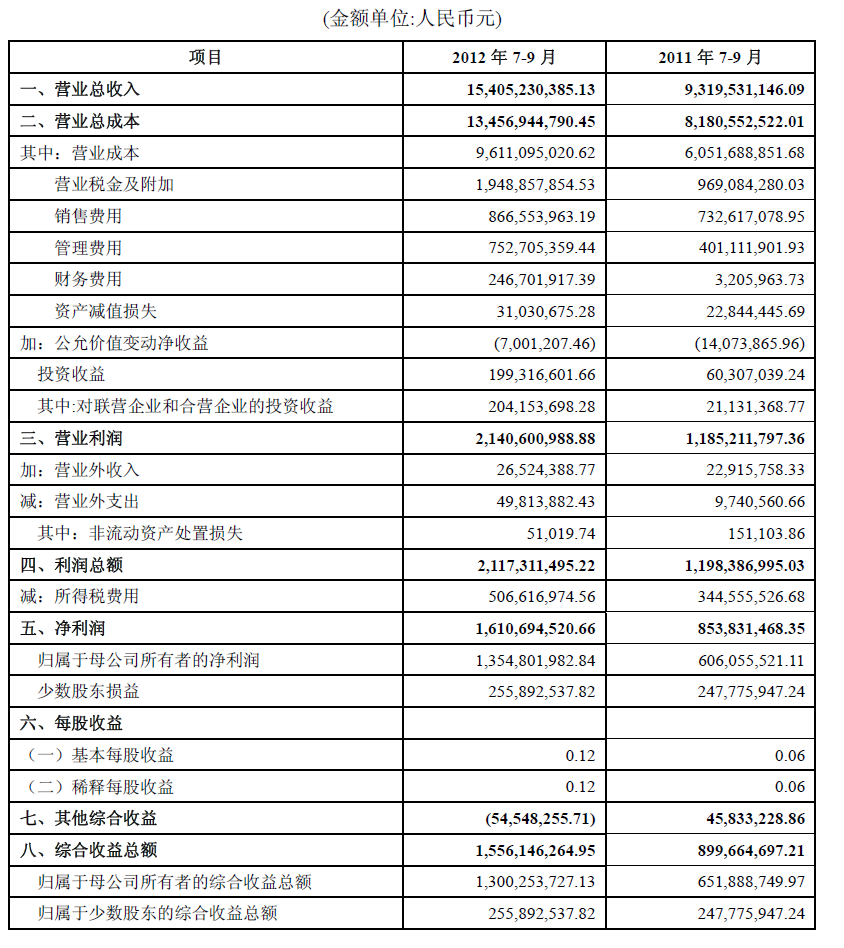 (金额单位:人民币元)
项目 2012 年 7-9 月 2011 年 7-9 月
一、营业总收入 15,405,230,385.13 9,319,531,146.09
二、营业总成本 13,456,944,790.45 8,180,552,522.01
其中：营业成本 9,611,095,020.62 6,051,688,851.68
营业税金及附加 1,948,857,854.53 969,084,280.03
销售费用 866,553,963.19 732,617,078.95
管理费用 752,705,359.44 401,111,901.93
财务费用 246,701,917.39 3,205,963.73
资产减值损失 31,030,675.28 22,844,445.69
加：公允价值变动净收益 (7,001,207.46) (14,073,865.96)
投资收益 199,316,601.66 60,307,039.24
其中:对联营企业和合营企业的投资收益 204,153,698.28 21,131,368.77
三、营业利润 2,140,600,988.88 1,185,211,797.36
加：营业外收入 26,524,388.77 22,915,758.33
减：营业外支出 49,813,882.43 9,740,560.66
其中：非流动资产处置损失 51,019.74 151,103.86
四、利润总额 2,117,311,495.22 1,198,386,995.03
减：所得税费用 506,616,974.56 344,555,526.68
五、净利润 1,610,694,520.66 853,831,468.35
归属于母公司所有者的净利润 1,354,801,982.84 606,055,521.11
少数股东损益 255,892,537.82 247,775,947.24
六、每股收益
（一）基本每股收益 0.12 0.06
（二）稀释每股收益 0.12 0.06
七、其他综合收益 (54,548,255.71) 45,833,228.86
八、综合收益总额 1,556,146,264.95 899,664,697.21
归属于母公司所有者的综合收益总额 1,300,253,727.13 651,888,749.97
归属于少数股东的综合收益总额 255,892,537.82 247,775,947.24